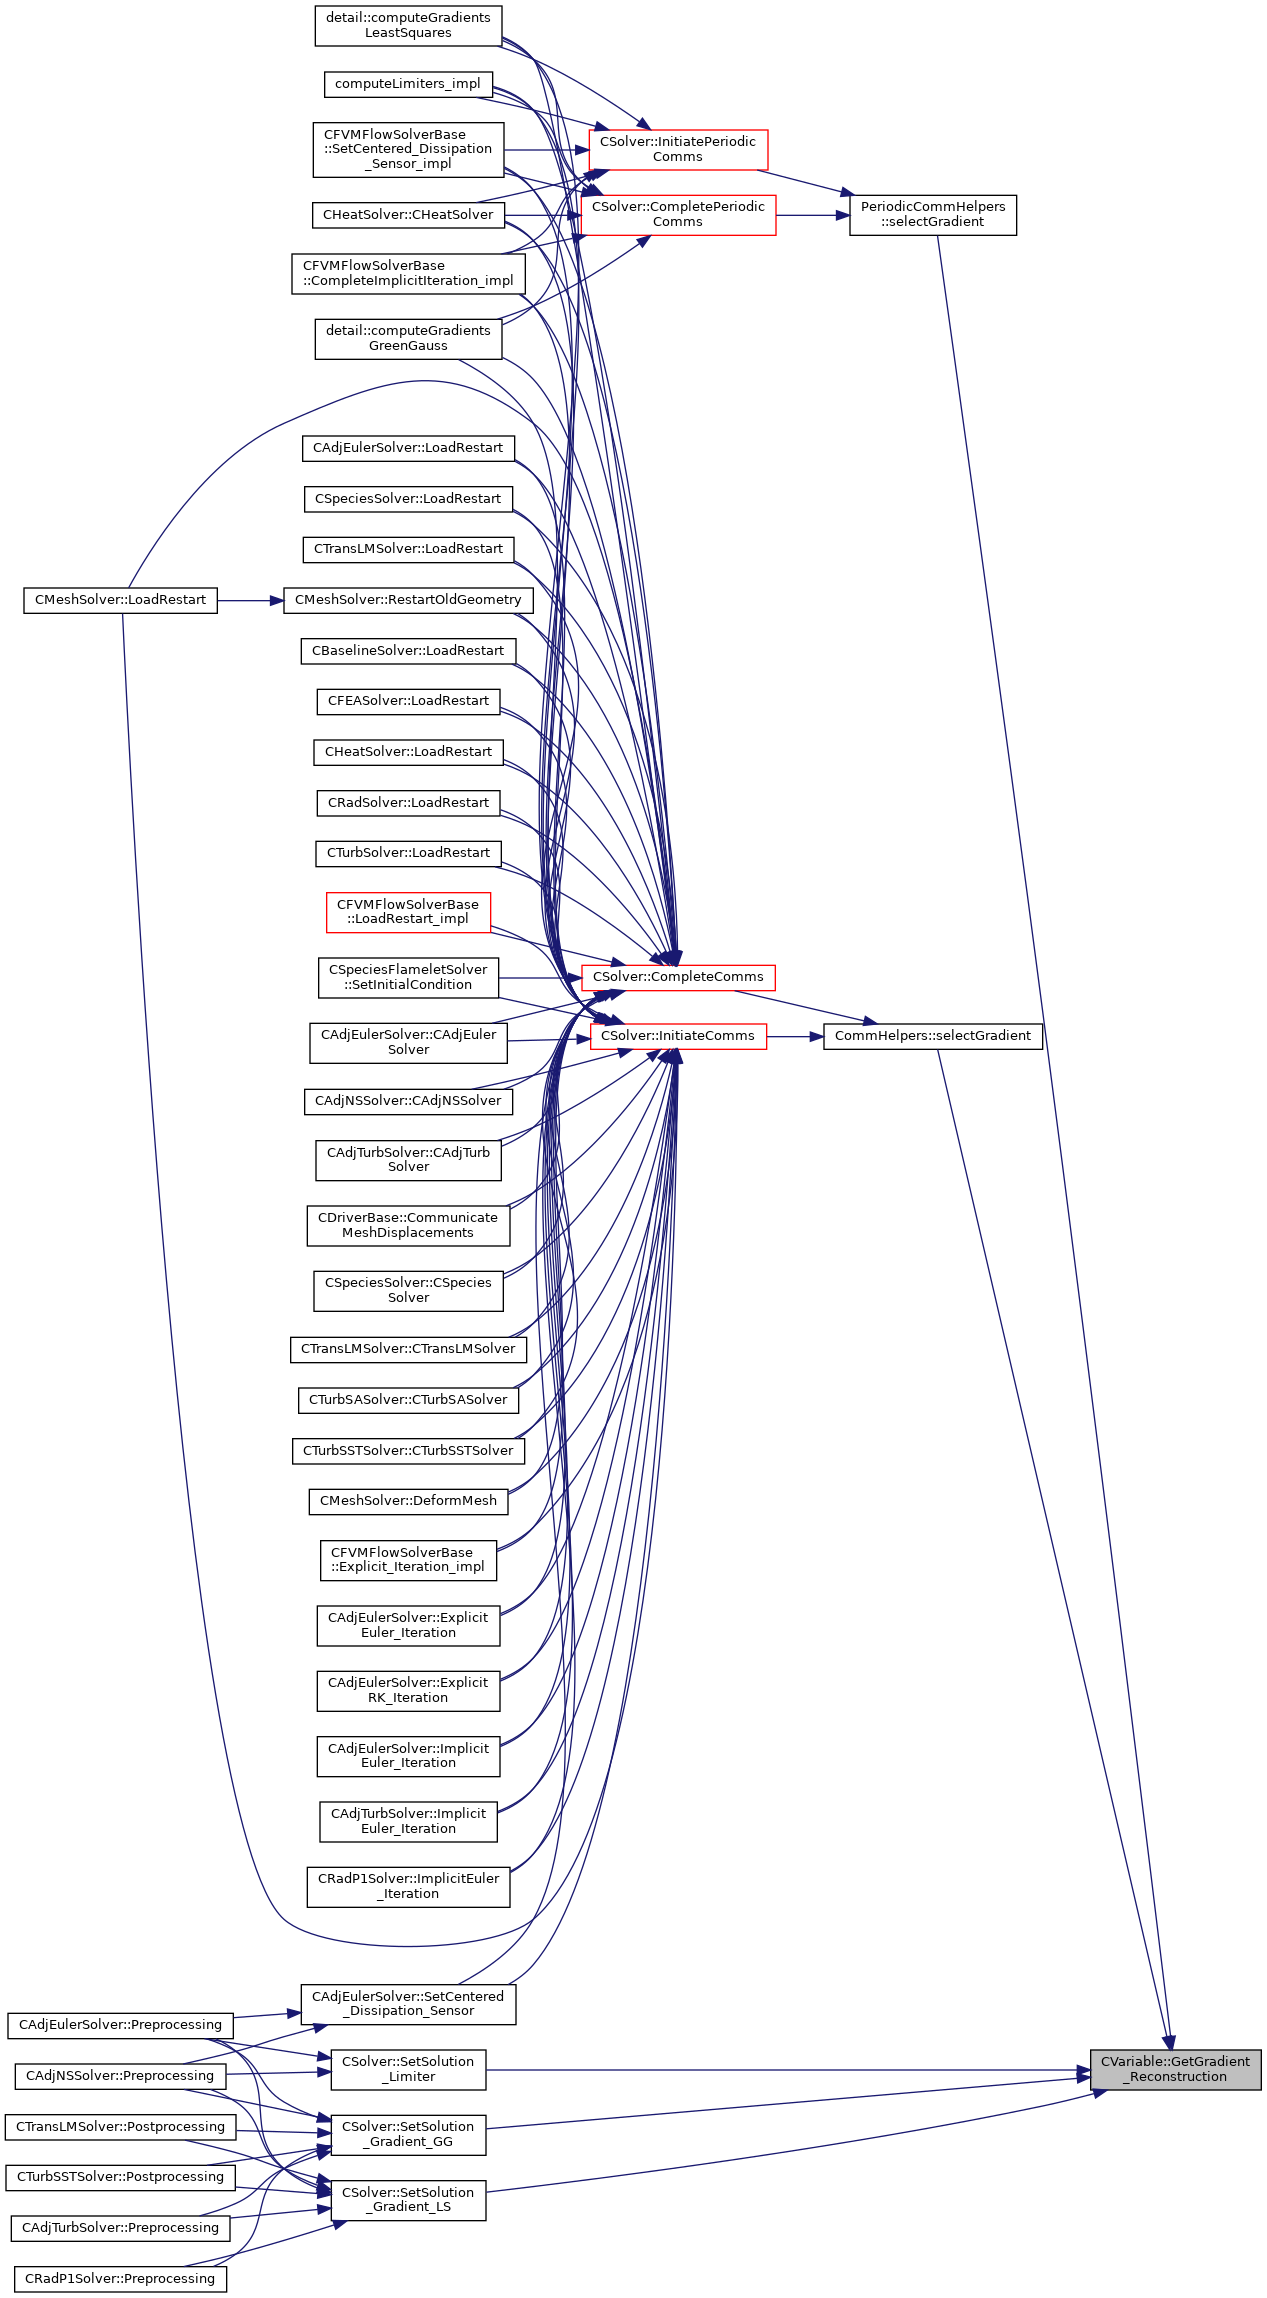 detail::computeGradients
LeastSquares
computeLimiters_impl
CFVMFlowSolverBase
::SetCentered_Dissipation
_Sensor_impl
CSolver::InitiatePeriodic
Comms
CHeatSolver::CHeatSolver
CSolver::CompletePeriodic
Comms
PeriodicCommHelpers
::selectGradient
CFVMFlowSolverBase
::CompleteImplicitIteration_impl
detail::computeGradients
GreenGauss
CAdjEulerSolver::LoadRestart
CSpeciesSolver::LoadRestart
CTransLMSolver::LoadRestart
CMeshSolver::LoadRestart
CMeshSolver::RestartOldGeometry
CBaselineSolver::LoadRestart
CFEASolver::LoadRestart
CHeatSolver::LoadRestart
CRadSolver::LoadRestart
CTurbSolver::LoadRestart
CFVMFlowSolverBase
::LoadRestart_impl
CSpeciesFlameletSolver
::SetInitialCondition
CSolver::CompleteComms
CAdjEulerSolver::CAdjEuler
Solver
CSolver::InitiateComms
CommHelpers::selectGradient
CAdjNSSolver::CAdjNSSolver
CAdjTurbSolver::CAdjTurb
Solver
CDriverBase::Communicate
MeshDisplacements
CSpeciesSolver::CSpecies
Solver
CTransLMSolver::CTransLMSolver
CTurbSASolver::CTurbSASolver
CTurbSSTSolver::CTurbSSTSolver
CMeshSolver::DeformMesh
CFVMFlowSolverBase
::Explicit_Iteration_impl
CAdjEulerSolver::Explicit
Euler_Iteration
CAdjEulerSolver::Explicit
RK_Iteration
CAdjEulerSolver::Implicit
Euler_Iteration
CAdjTurbSolver::Implicit
Euler_Iteration
CRadP1Solver::ImplicitEuler
_Iteration
CAdjEulerSolver::SetCentered
_Dissipation_Sensor
CAdjEulerSolver::Preprocessing
CSolver::SetSolution
_Limiter
CVariable::GetGradient
_Reconstruction
CAdjNSSolver::Preprocessing
CTransLMSolver::Postprocessing
CSolver::SetSolution
_Gradient_GG
CTurbSSTSolver::Postprocessing
CSolver::SetSolution
_Gradient_LS
CAdjTurbSolver::Preprocessing
CRadP1Solver::Preprocessing